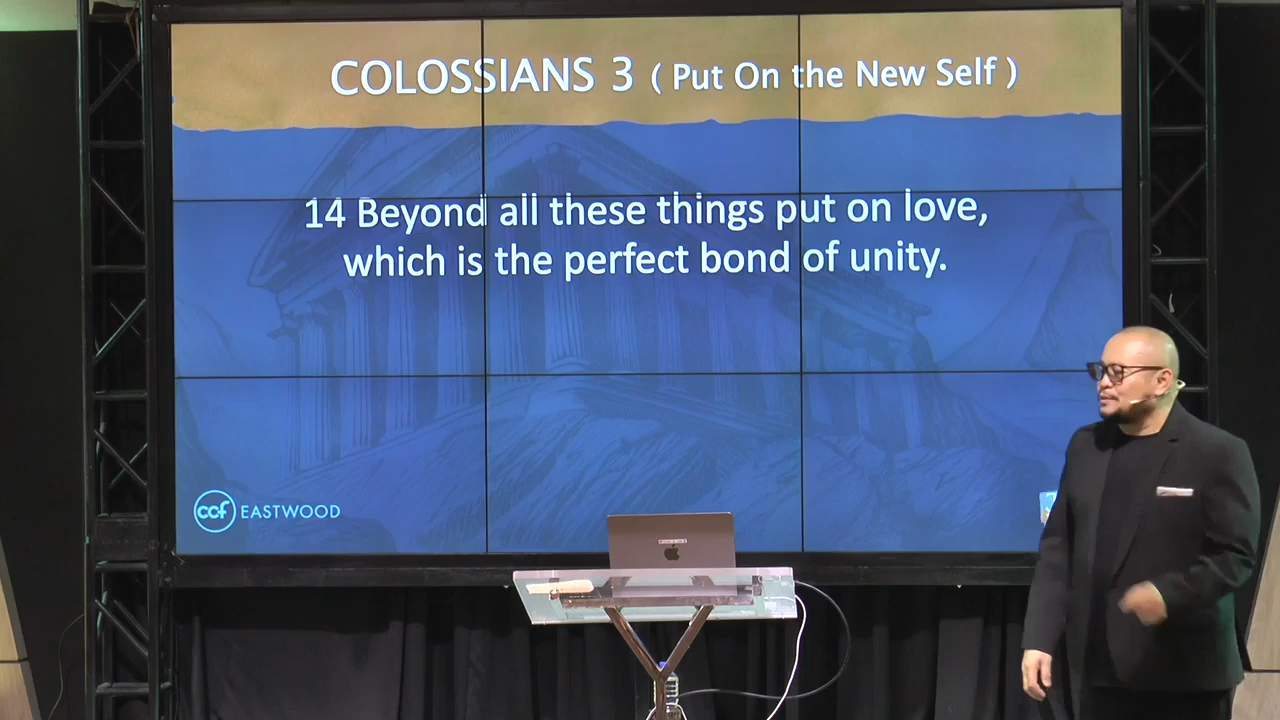 COLOSSIANS 3 ( Put On the New Self )
14 Beyond all these things put on love,
which is the perfect bond of unity.
ccf EASTWOOD